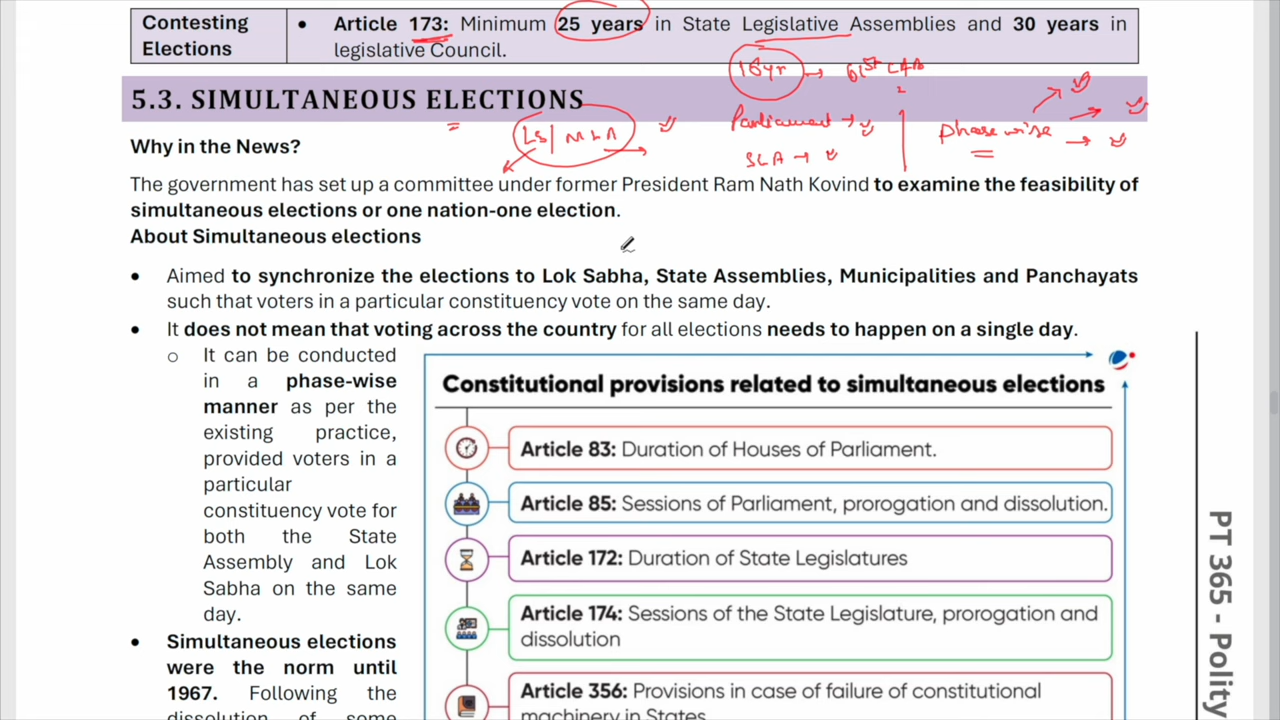 Contesting Elections
• Article 173: Minimum 25 years in State Legislative Assemblies and 30 years in
legislative Council.
18yr → 61st CAA
5.3. SIMULTANEOUS ELECTIONS
LS/ MLA
Parliament →
SLA →
Phase wise
Why in the News?
The government has set up a committee under former President Ram Nath Kovind to examine the feasibility of
simultaneous elections or one nation-one election.
About Simultaneous elections
• Aimed to synchronize the elections to Lok Sabha, State Assemblies, Municipalities and Panchayats
such that voters in a particular constituency vote on the same day.
• It does not mean that voting across the country for all elections needs to happen on a single day.
o It can be conducted
in a phase-wise
manner as per the
existing practice,
provided voters in a
particular
constituency vote for
both the State
Assembly and Lok
Sabha on the same
day.
• Simultaneous elections
were the norm until
1967. Following the
dissolution of some
Constitutional provisions related to simultaneous elections
Article 83: Duration of Houses of Parliament.
Article 85: Sessions of Parliament, prorogation and dissolution.
Article 172: Duration of State Legislatures
Article 174: Sessions of the State Legislature, prorogation and
dissolution
Article 356: Provisions in case of failure of constitutional
machinery in States
PT 365 - Polity